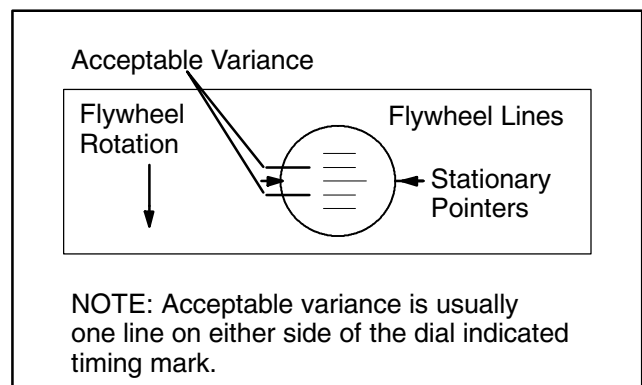 Acceptable Variance
Flywheel
Rotation
Flywheel Lines
Stationary
Pointers
NOTE: Acceptable variance is usually
one line on either side of the dial indicated
timing mark.